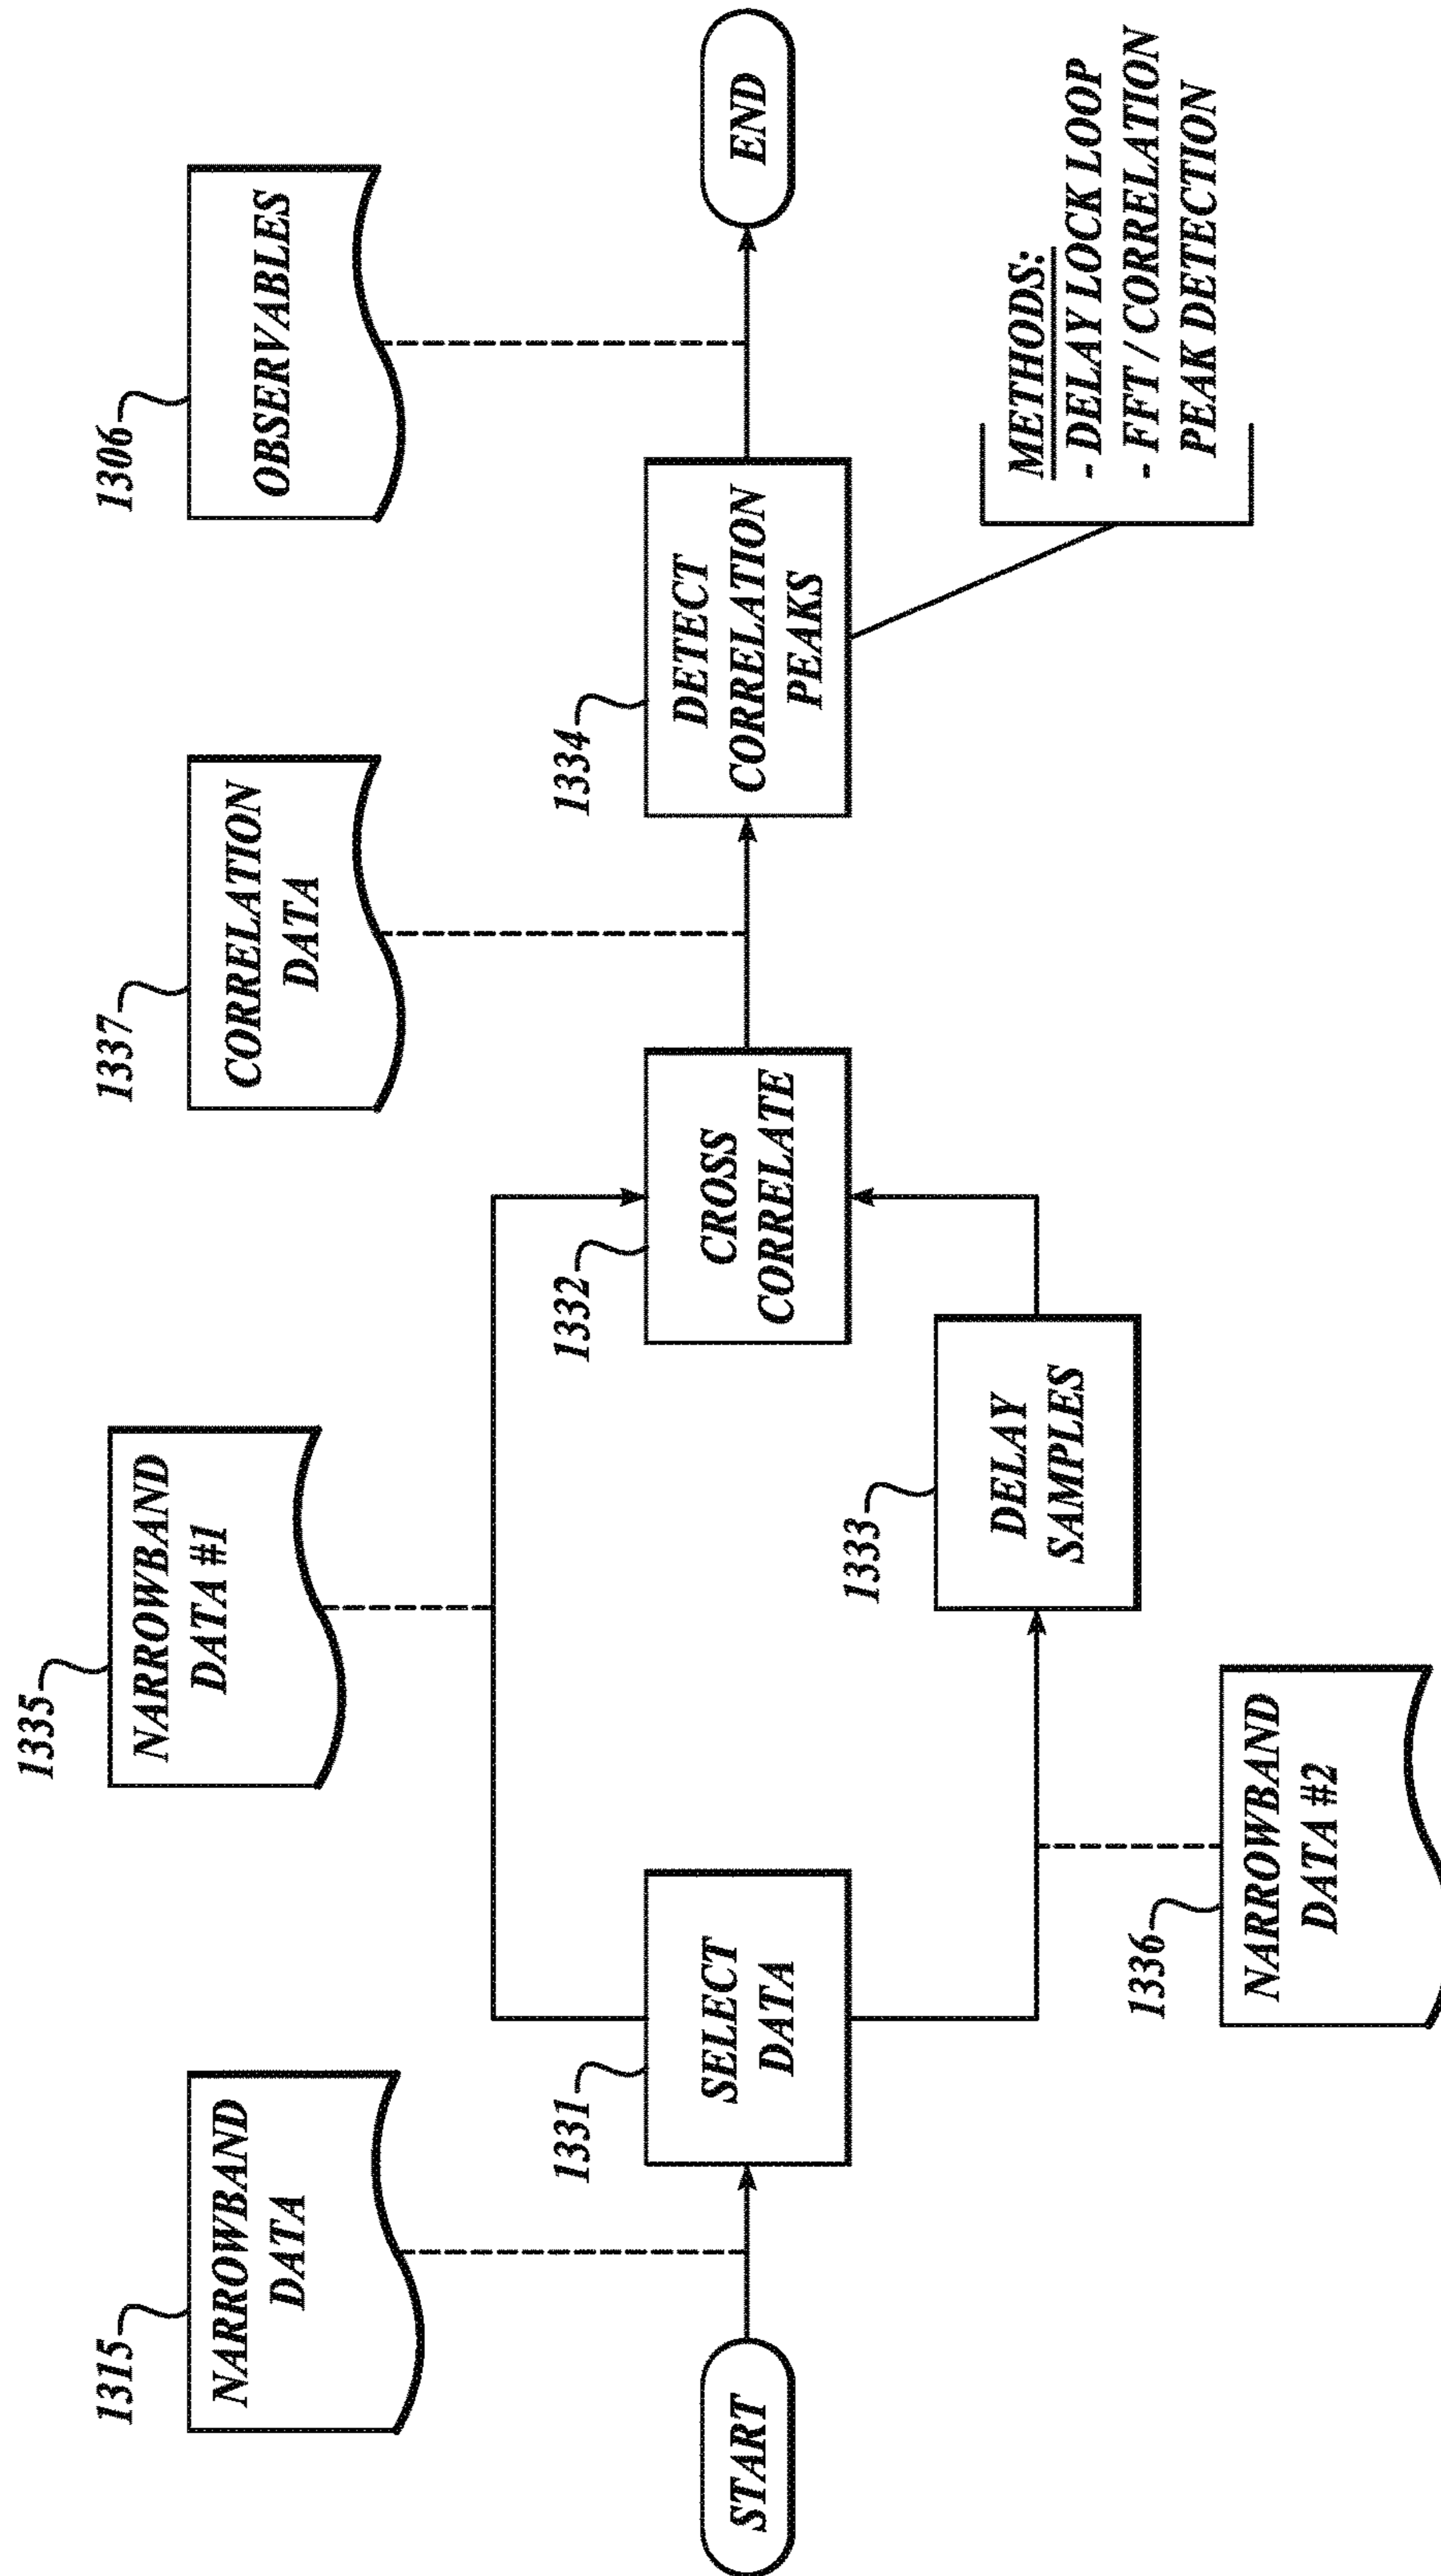 1315
NARROWBAND
DATA
1335
NARROWBAND
DATA #1
1337
CORRELATION
DATA
1306
OBSERVABLES
START
1331
SELECT
DATA
1332
CROSS
CORRELATE
1334
DETECT
CORRELATION
PEAKS
END
1333
DELAY
SAMPLES
1336
NARROWBAND
DATA #2
METHODS:
- DELAY LOCK LOOP
- FFT / CORRELATION
PEAK DETECTION